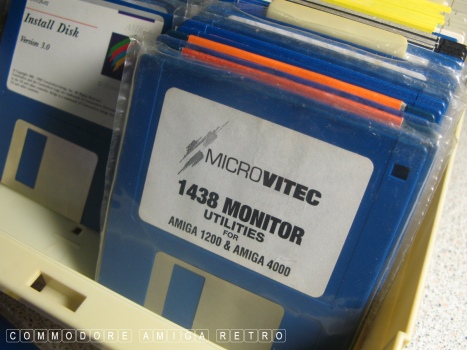 Install Disk
Version 3.0
MICROVITEC
1438 MONITOR
UTILITIES
FOR
AMIGA 1200 & AMIGA 4000
COMMODORE AMIGA RETRO